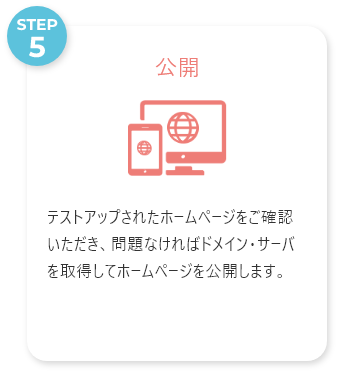 STEP
5
公開
テストアップされたホームページをご確認
いただき、問題なければドメイン・サーバ
を取得してホームページを公開します。